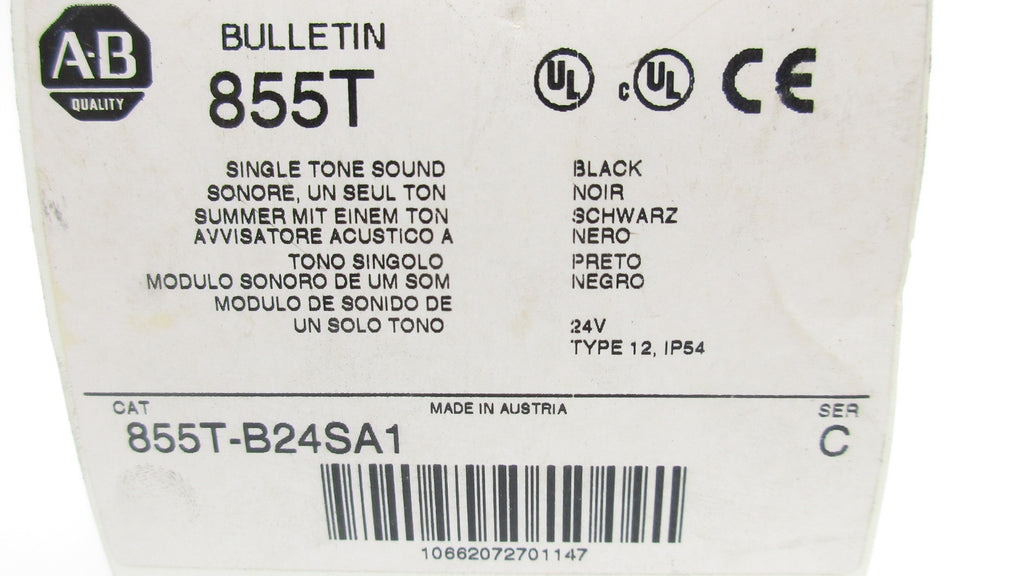 A-B
QUALITY
BULLETIN
855T
UL
c UL
CE
SINGLE TONE SOUND
SONORE, UN SEUL TON
SUMMER MIT EINEM TON
AVVISATORE ACUSTICO A
TONO SINGOLO
MODULO SONORO DE UM SOM
MODULO DE SONIDO DE
UN SOLO TONO
BLACK
NOIR
SCHWARZ
NERO
PRETO
NEGRO
24V
TYPE 12, IP54
CAT
MADE IN AUSTRIA
SER
855T-B24SA1
C
10662072701147